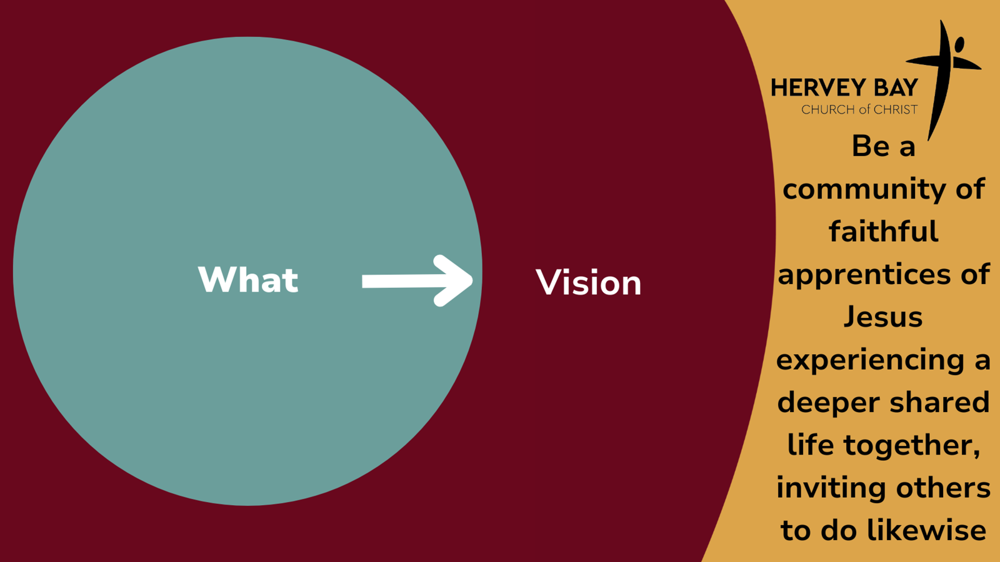 What
Vision
HERVEY BAY
CHURCH of CHRIST
Be a
community of
faithful
apprentices of
Jesus
experiencing a
deeper shared
life together,
inviting others
to do likewise